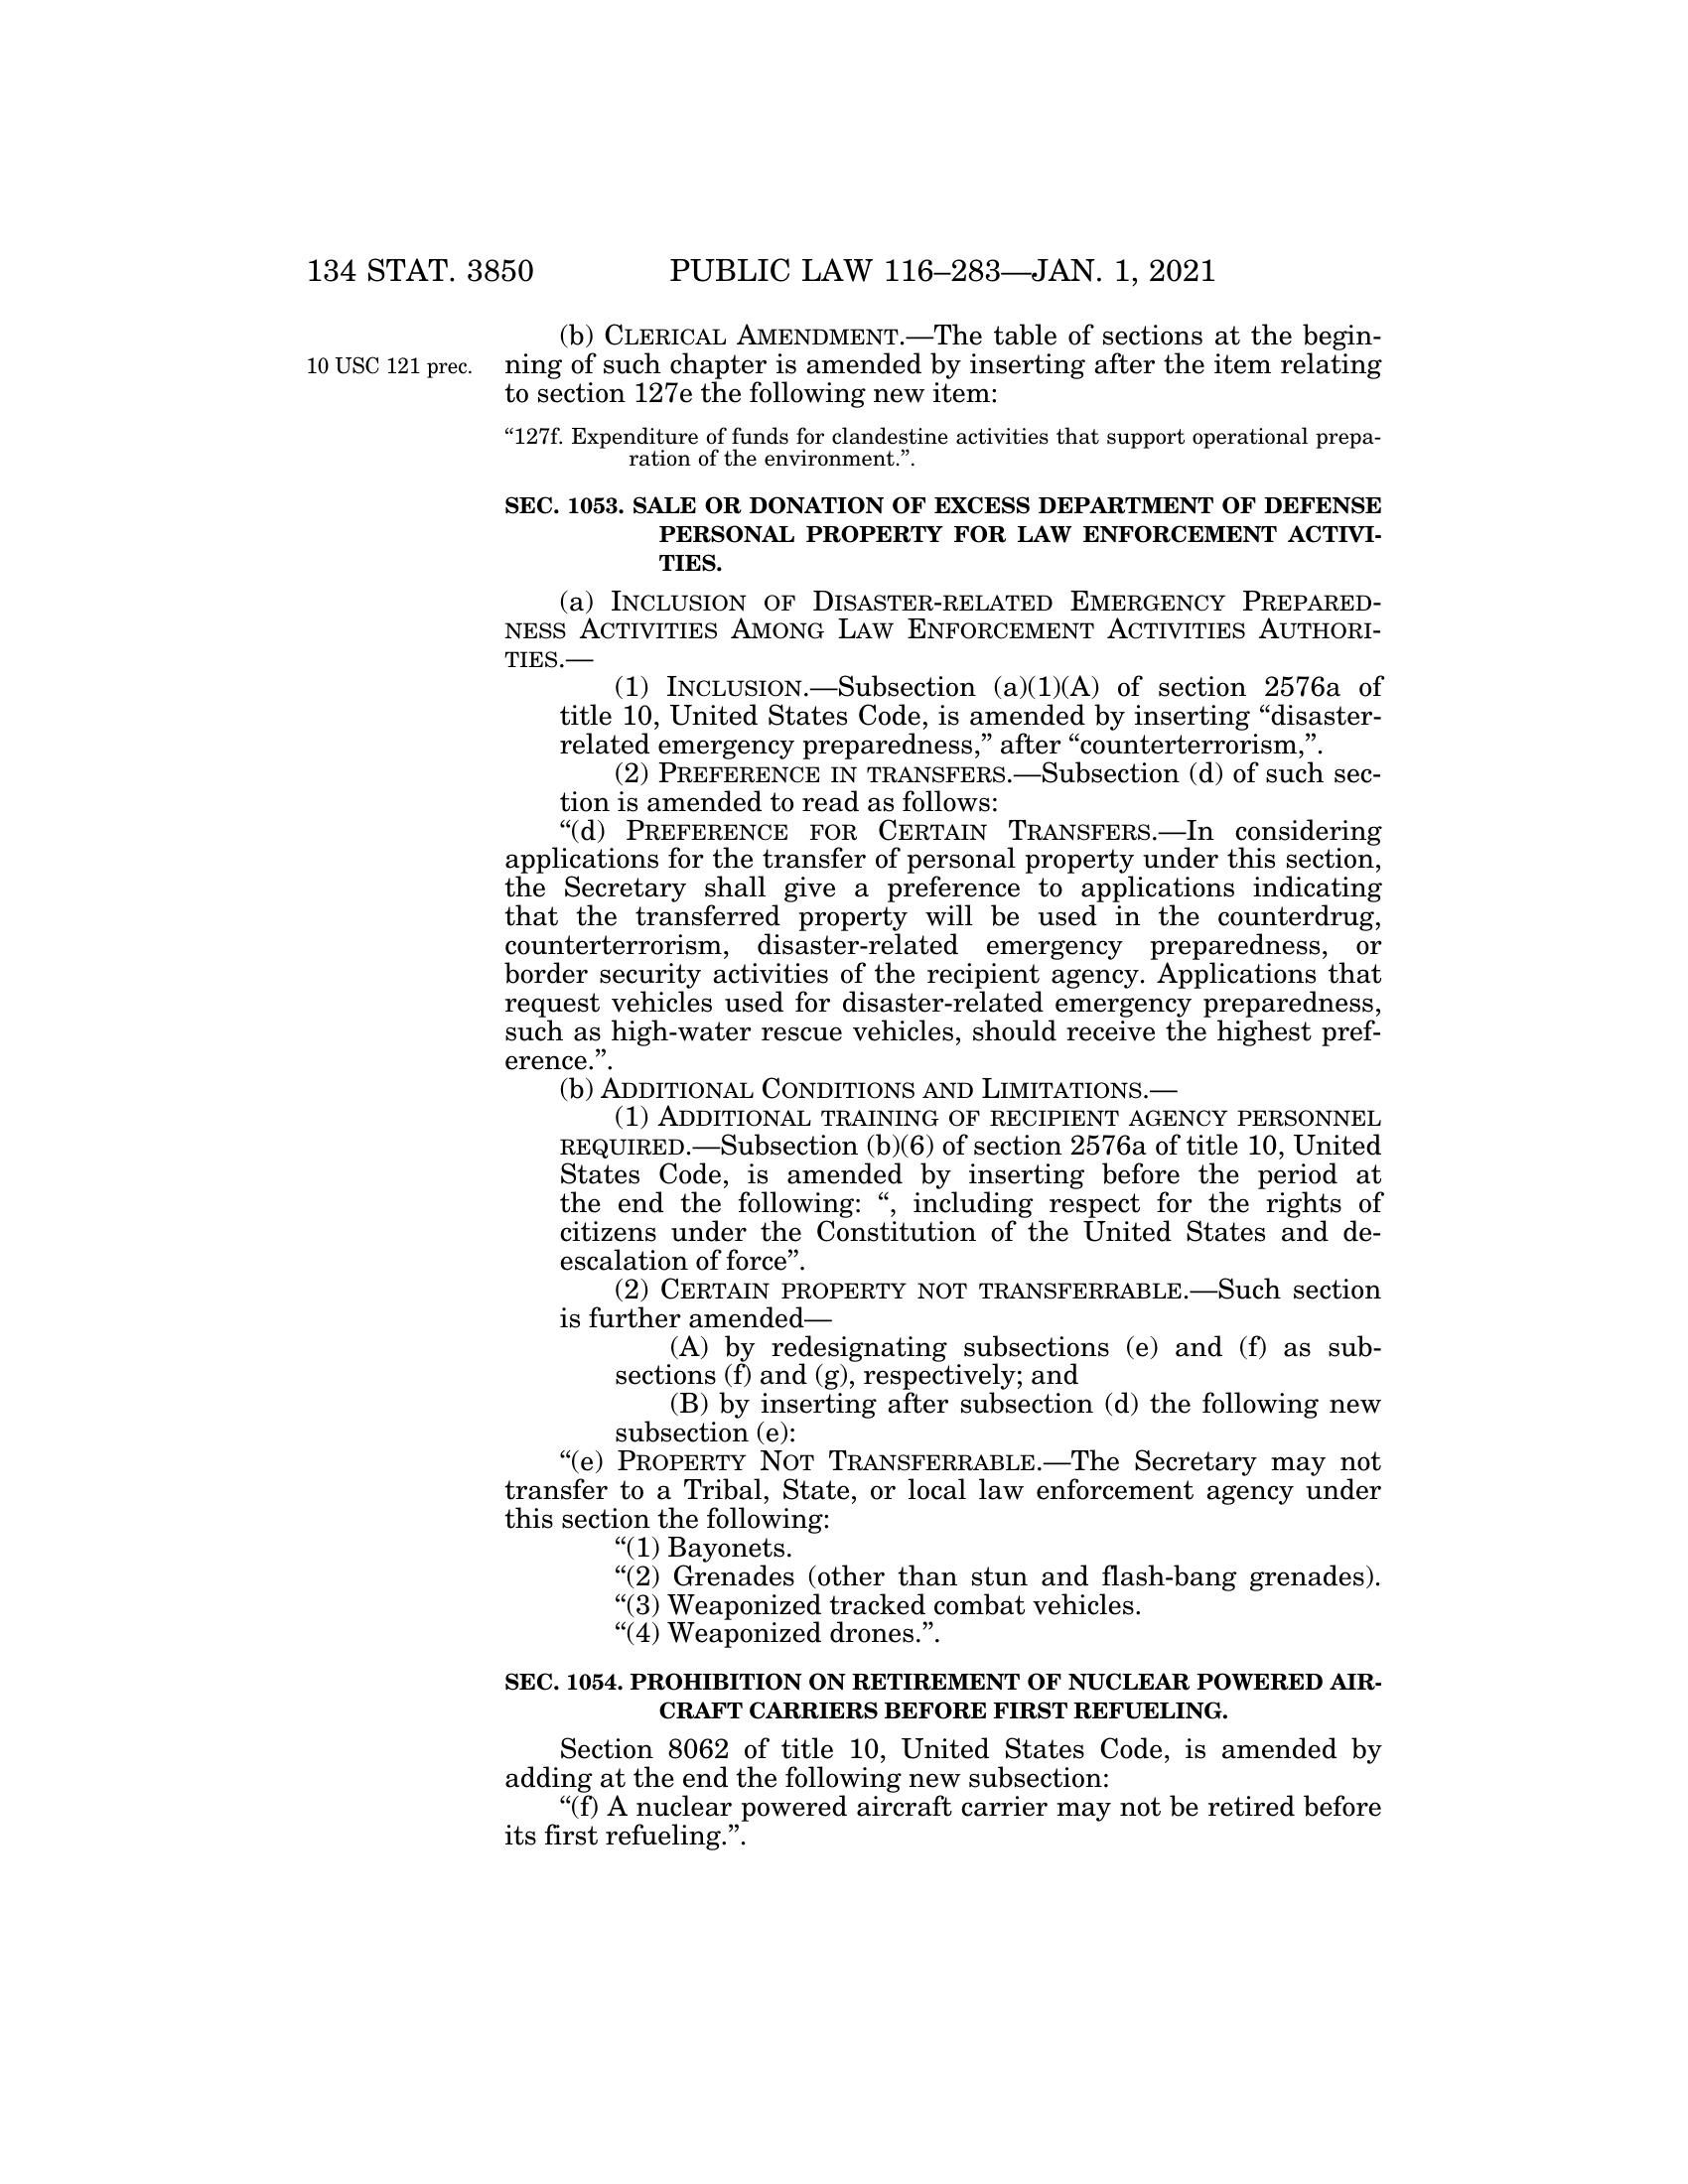 134 STAT. 3850
PUBLIC LAW 116–283—JAN. 1, 2021
(b) CLERICAL AMENDMENT.—The table of sections at the begin-
10 USC 121 prec.
ning of such chapter is amended by inserting after the item relating
to section 127e the following new item:
“127f. Expenditure of funds for clandestine activities that support operational prepa-
ration of the environment.”.
SEC. 1053. SALE OR DONATION OF EXCESS DEPARTMENT OF DEFENSE
PERSONAL PROPERTY FOR LAW ENFORCEMENT ACTIVI-
TIES.
(a) INCLUSION OF DISASTER-RELATED EMERGENCY PREPARED-
NESS ACTIVITIES AMONG LAW ENFORCEMENT ACTIVITIES AUTHORI-
TIES.—
(1) INCLUSION.—Subsection (a)(1)(A) of section 2576a of
title 10, United States Code, is amended by inserting “disaster-
related emergency preparedness,” after “counterterrorism,”.
(2) PREFERENCE IN TRANSFERS.—Subsection (d) of such sec-
tion is amended to read as follows:
“(d) PREFERENCE FOR CERTAIN TRANSFERS.—In considering
applications for the transfer of personal property under this section,
the Secretary shall give a preference to applications indicating
that the transferred property will be used in the counterdrug,
counterterrorism, disaster-related emergency preparedness, or
border security activities of the recipient agency. Applications that
request vehicles used for disaster-related emergency preparedness,
such as high-water rescue vehicles, should receive the highest pref-
erence.”.
(b) ADDITIONAL CONDITIONS AND LIMITATIONS.—
(1) ADDITIONAL TRAINING OF RECIPIENT AGENCY PERSONNEL
REQUIRED.—Subsection (b)(6) of section 2576a of title 10, United
States Code, is amended by inserting before the period at
the end the following: “, including respect for the rights of
citizens under the Constitution of the United States and de-
escalation of force”.
(2) CERTAIN PROPERTY NOT TRANSFERRABLE.—Such section
is further amended—
(A) by redesignating subsections (e) and (f) as sub-
sections (f) and (g), respectively; and
(B) by inserting after subsection (d) the following new
subsection (e):
“(e) PROPERTY NOT TRANSFERRABLE.—The Secretary may not
transfer to a Tribal, State, or local law enforcement agency under
this section the following:
“(1) Bayonets.
“(2) Grenades (other than stun and flash-bang grenades).
“(3) Weaponized tracked combat vehicles.
“(4) Weaponized drones.”.
SEC. 1054. PROHIBITION ON RETIREMENT OF NUCLEAR POWERED AIR-
CRAFT CARRIERS BEFORE FIRST REFUELING.
Section 8062 of title 10, United States Code, is amended by
adding at the end the following new subsection:
“(f) A nuclear powered aircraft carrier may not be retired before
its first refueling.”.